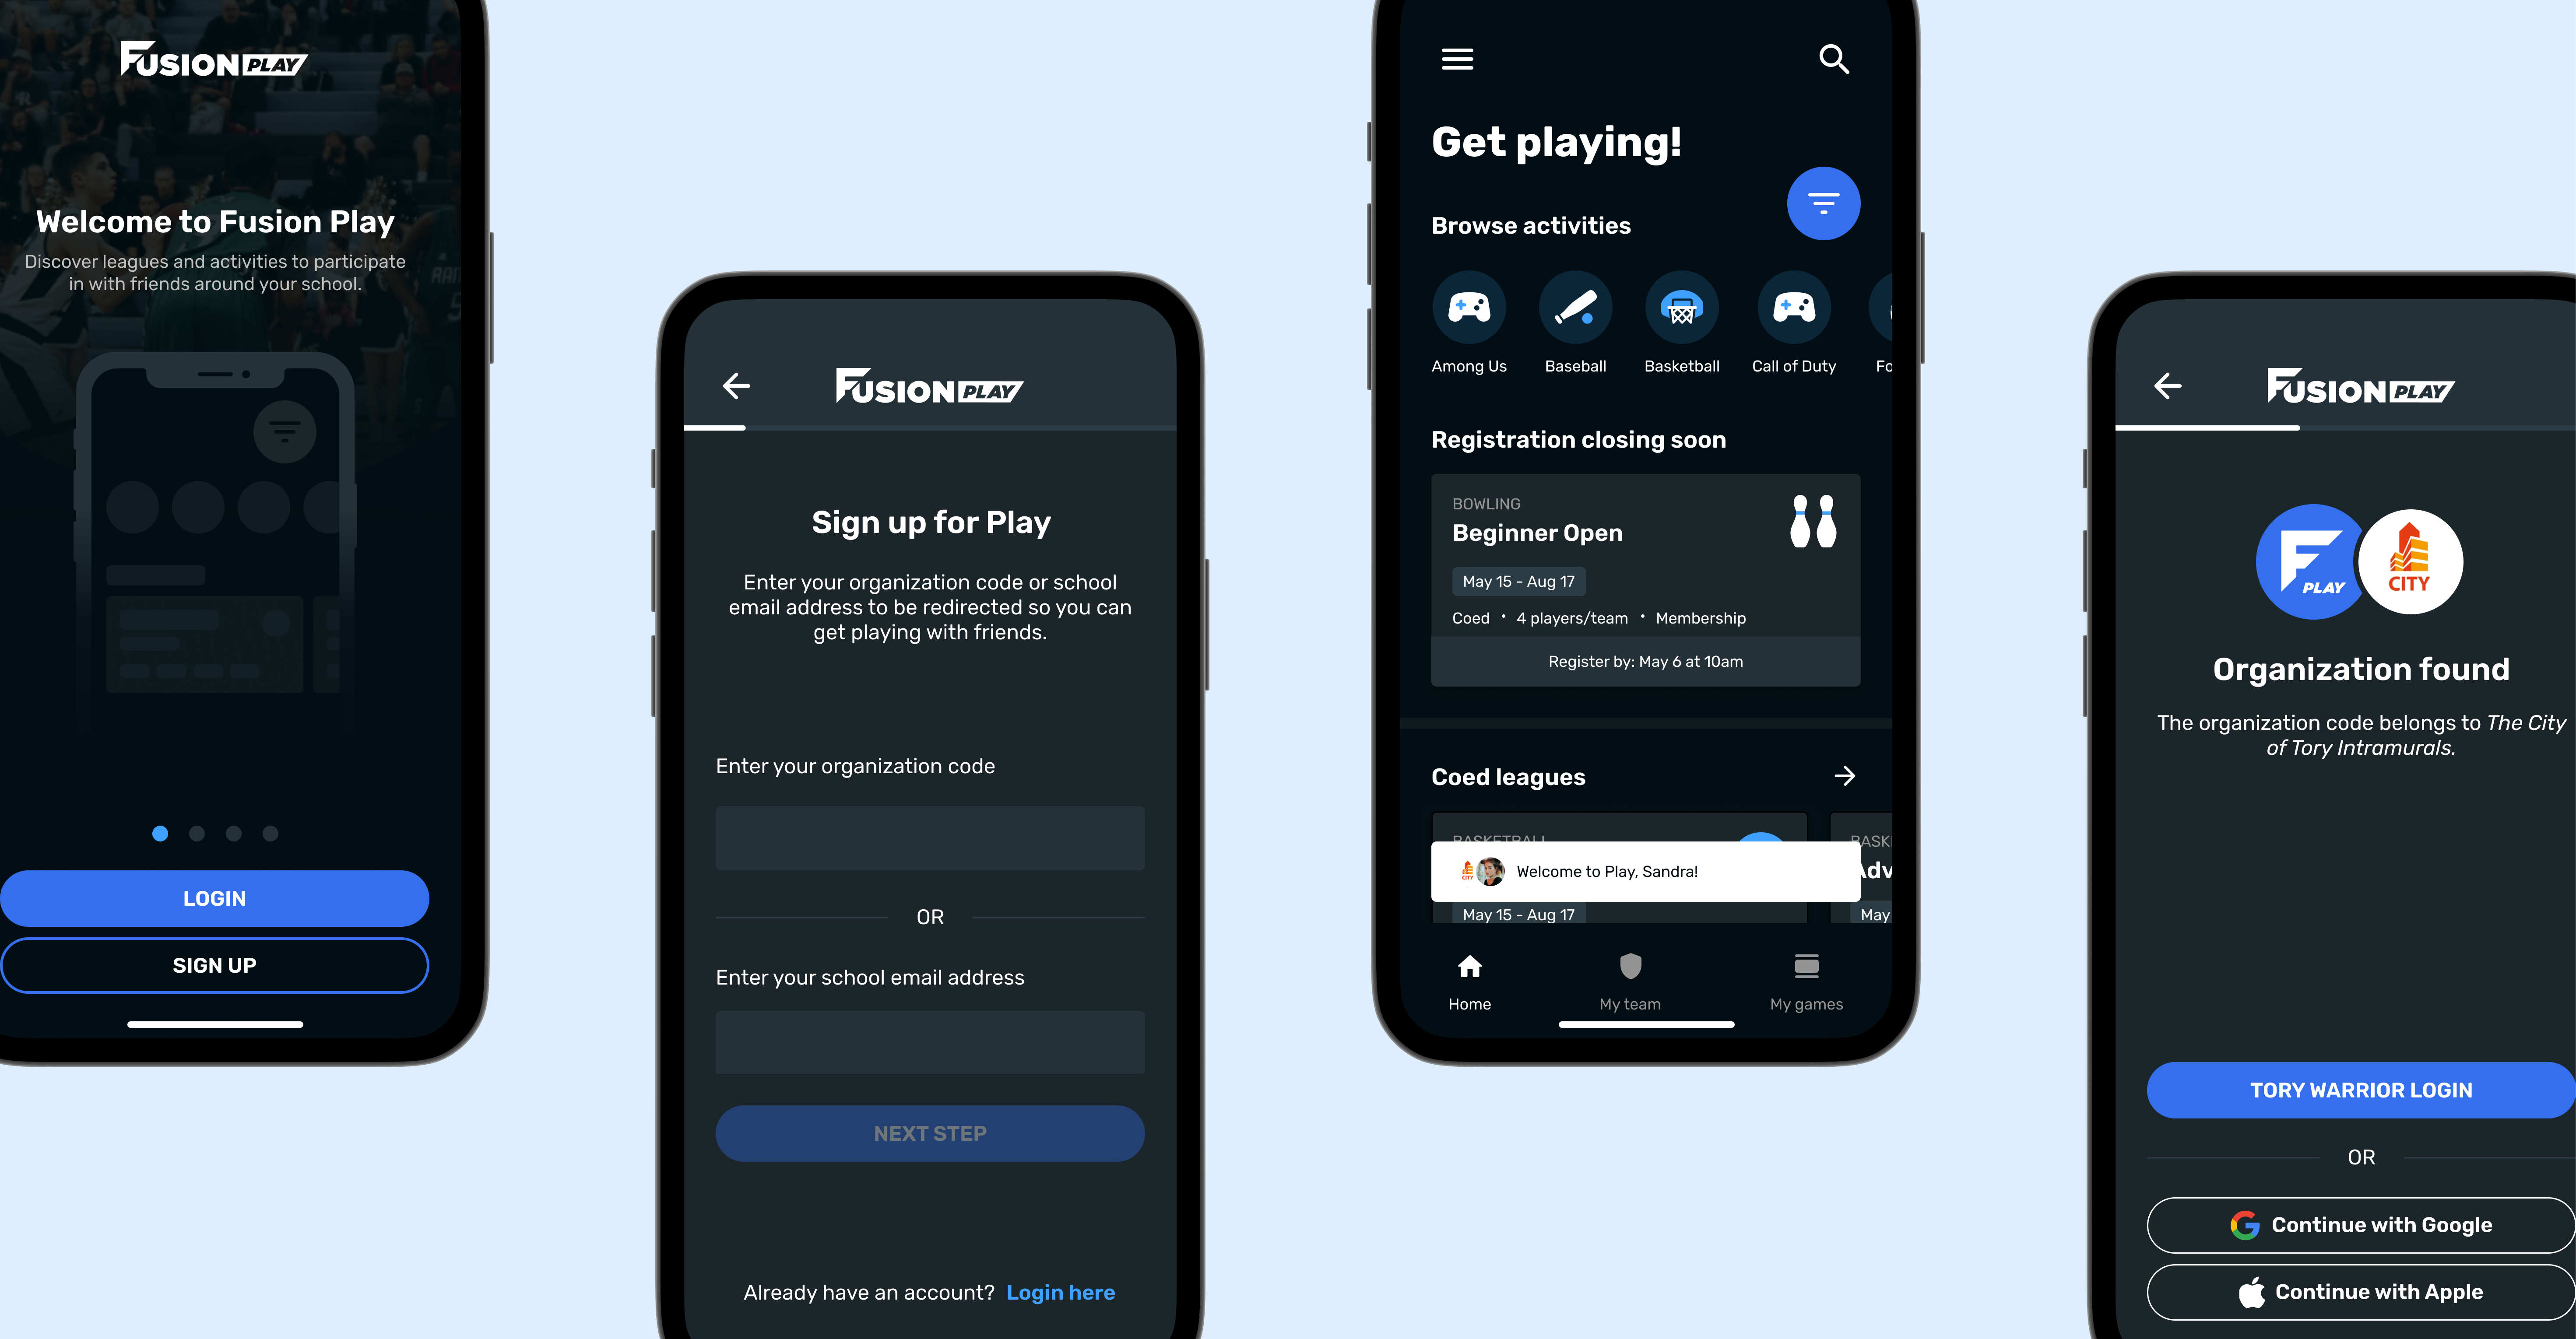 FUSION PLAY
Welcome to Fusion Play
Discover leagues and activities to participate
in with friends around your school.
LOGIN
SIGN UP
FUSION PLAY
Sign up for Play
Enter your organization code or school
email address to be redirected so you can
get playing with friends.
Enter your organization code
OR
Enter your school email address
NEXT STEP
Already have an account? Login here
Get playing!
Browse activities
Among Us
Baseball
Basketball
Call of Duty
Fo
Registration closing soon
BOWLING
Beginner Open
May 15 - Aug 17
Coed • 4 players/team • Membership
Register by: May 6 at 10am
Coed leagues
BASKETBALL
BASK
CITY
Welcome to Play, Sandra!
Adv
May 15 - Aug 17
May
Home
My team
My games
FUSION PLAY
F PLAY
CITY
Organization found
The organization code belongs to The City
of Tory Intramurals.
TORY WARRIOR LOGIN
OR
Continue with Google
Continue with Apple